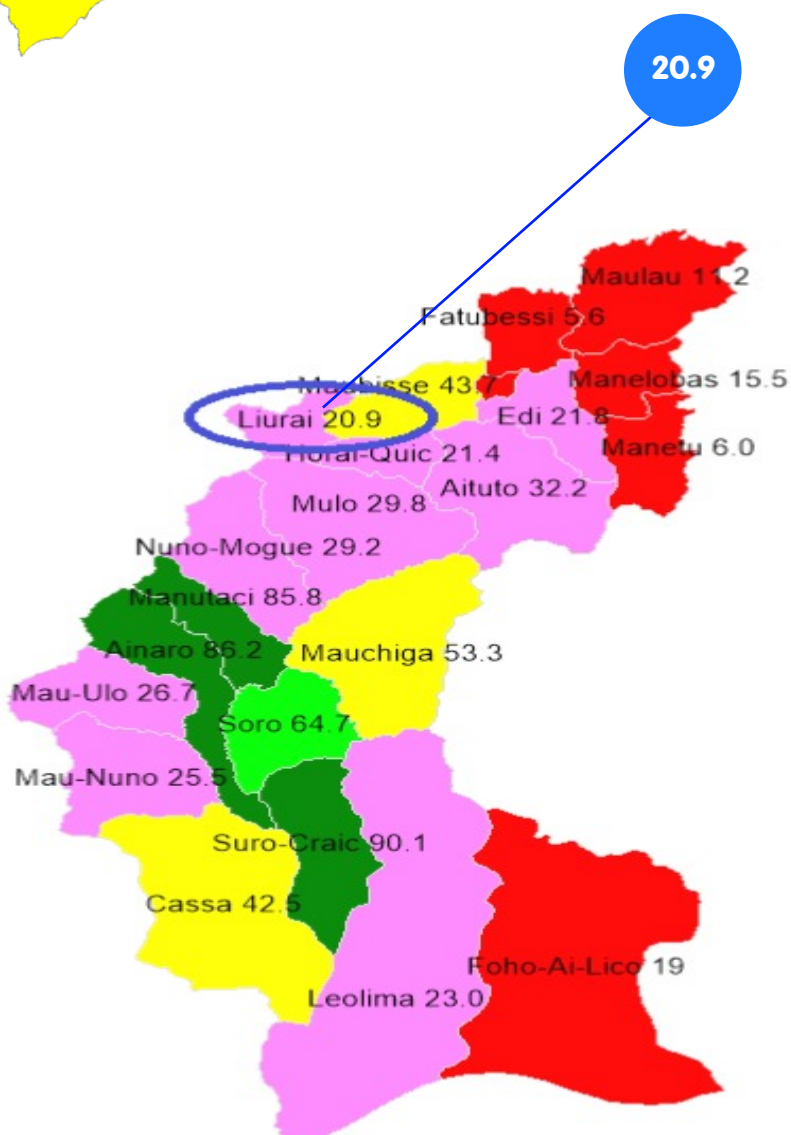 20.9
Maulau 11.2
Fatubessi 5.6
Maubisse 43.7
Manelobas 15.5
Liurai 20.9
Edi 21.8
Manetu 6.0
Horai-Quic 21.4
Aituto 32.2
Mulo 29.8
Nuno-Mogue 29.2
Manutaci 85.8
Ainaro 86.2
Mauchiga 53.3
Mau-Ulo 26.7
Soro 64.7
Mau-Nuno 25.5
Suro-Craic 90.1
Cassa 42.5
Foho-Ai-Lico 19
Leolima 23.0